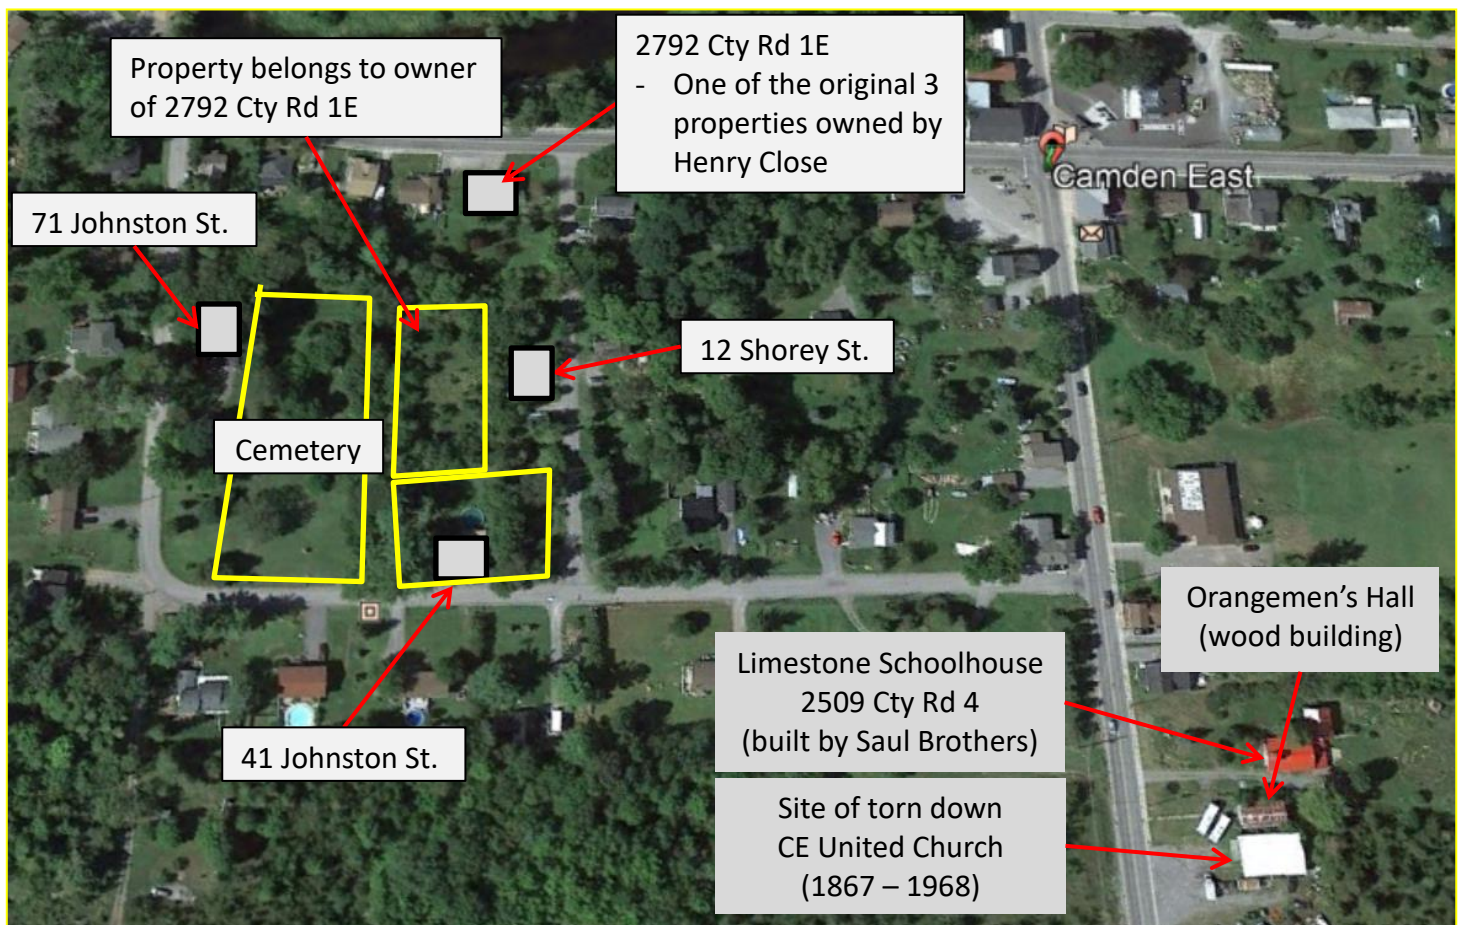 Property belongs to owner
of 2792 Cty Rd 1E
2792 Cty Rd 1E
- One of the original 3
properties owned by
Henry Close
Camden East
71 Johnston St.
12 Shorey St.
Cemetery
41 Johnston St.
Orangemen’s Hall
(wood building)
Limestone Schoolhouse
2509 Cty Rd 4
(built by Saul Brothers)
Site of torn down
CE United Church
(1867 – 1968)